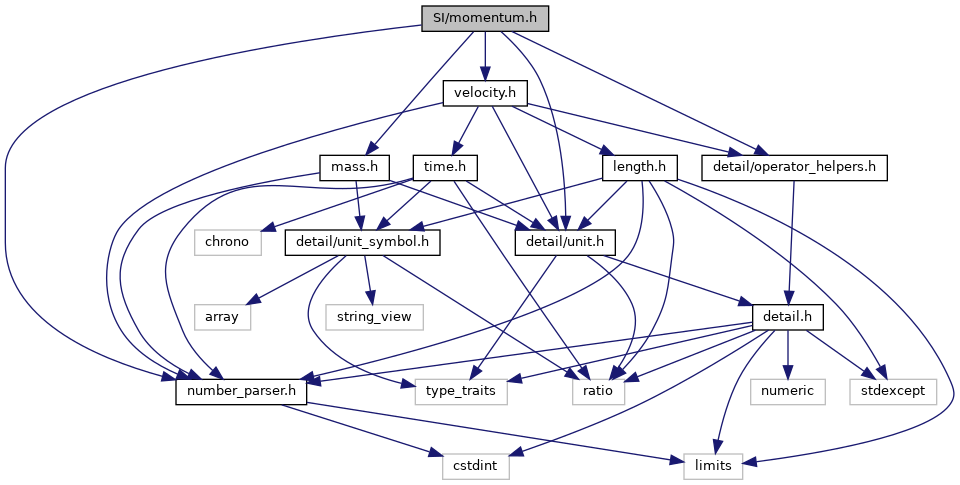 SI/momentum.h
velocity.h
mass.h
time.h
length.h
detail/operator_helpers.h
chrono
detail/unit_symbol.h
detail/unit.h
array
string_view
detail.h
number_parser.h
type_traits
ratio
numeric
stdexcept
cstdint
limits